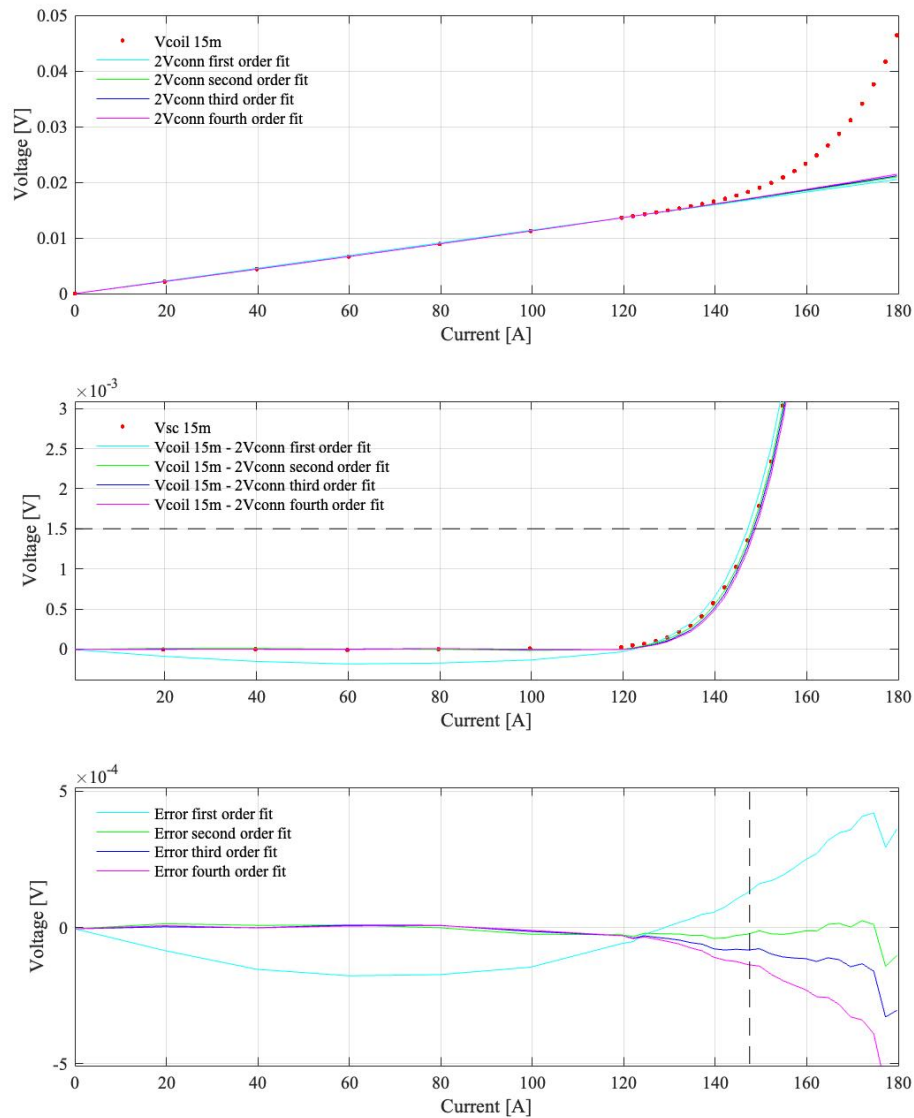 0.05
0.04
0.03
0.02
0.01
0
Voltage [V]
Vcoil 15m
2Vconn first order fit
2Vconn second order fit
2Vconn third order fit
2Vconn fourth order fit
0 20 40 60 80 100 120 140 160 180
Current [A]
×10-3
3
2.5
2
1.5
1
0.5
0
Voltage [V]
Vsc 15m
Vcoil 15m - 2Vconn first order fit
Vcoil 15m - 2Vconn second order fit
Vcoil 15m - 2Vconn third order fit
Vcoil 15m - 2Vconn fourth order fit
20 40 60 80 100 120 140 160 180
Current [A]
×10-4
5
0
-5
Voltage [V]
Error first order fit
Error second order fit
Error third order fit
Error fourth order fit
0 20 40 60 80 100 120 140 160 180
Current [A]